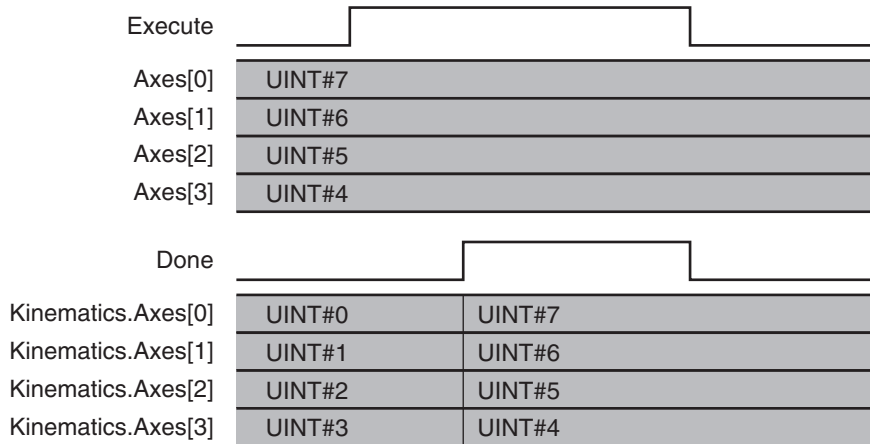 Execute
Axes[0] UINT#7
Axes[1] UINT#6
Axes[2] UINT#5
Axes[3] UINT#4
Done
Kinematics.Axes[0] UINT#0 UINT#7
Kinematics.Axes[1] UINT#1 UINT#6
Kinematics.Axes[2] UINT#2 UINT#5
Kinematics.Axes[3] UINT#3 UINT#4